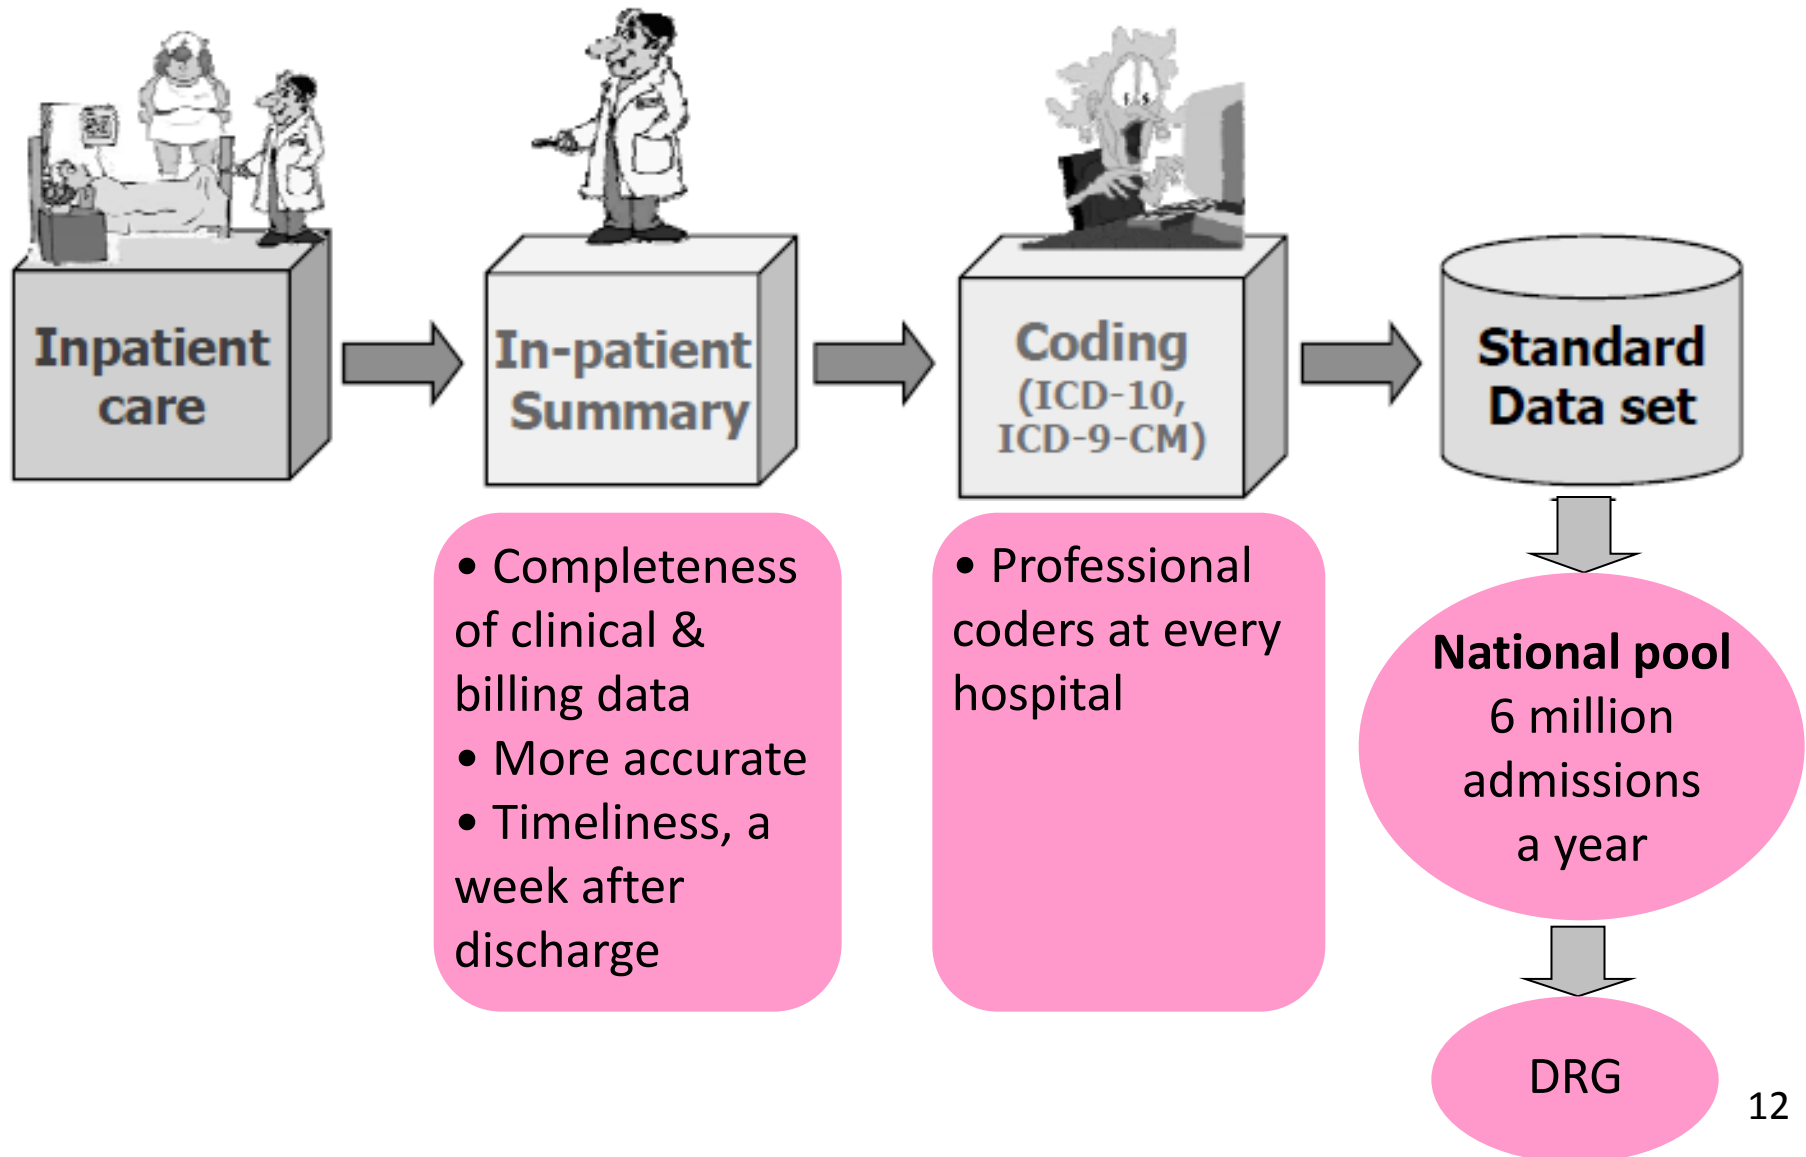 Inpatient
care
In-patient
Summary
Coding
(ICD-10,
ICD-9-CM)
Standard
Data set
• Completeness
of clinical &
billing data
• More accurate
• Timeliness, a
week after
discharge
• Professional
coders at every
hospital
National pool
6 million
admissions
a year
DRG
12